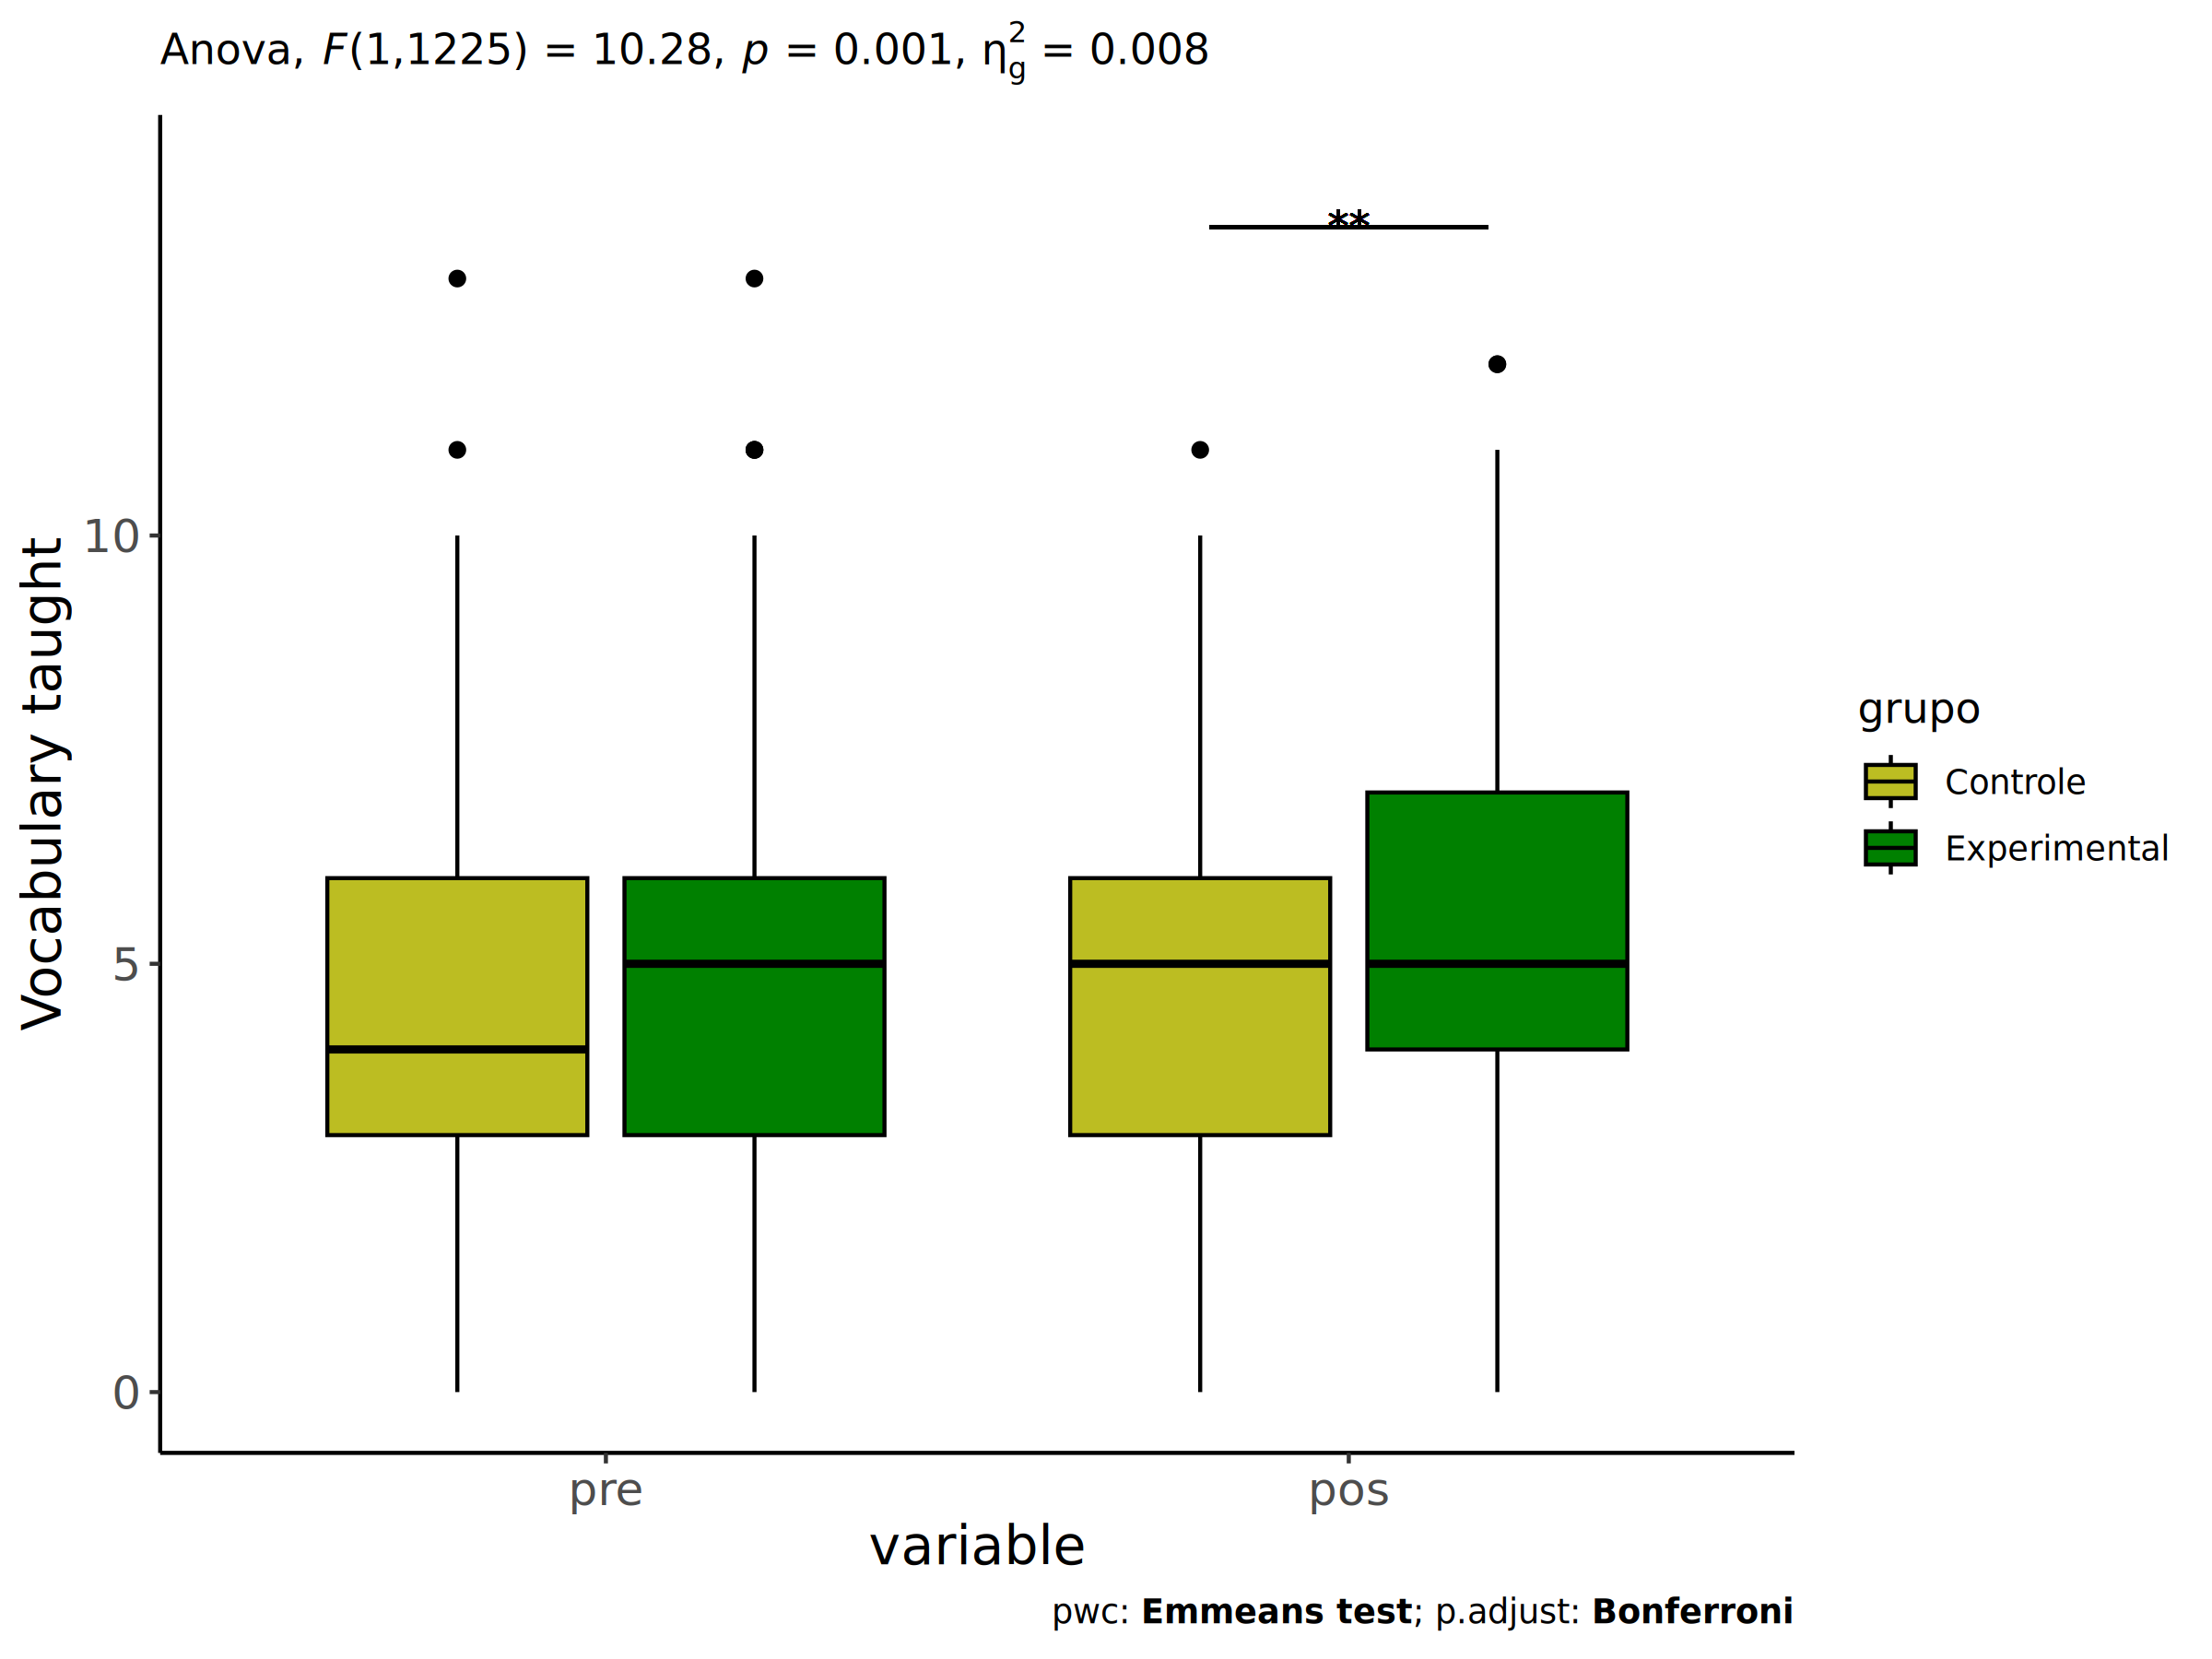 Anova, F(1,1225) = 10.28, p = 0.001, η²g = 0.008
**
Vocabulary taught
10
5
0
pre
pos
variable
grupo
Controle
Experimental
pwc: Emmeans test; p.adjust: Bonferroni